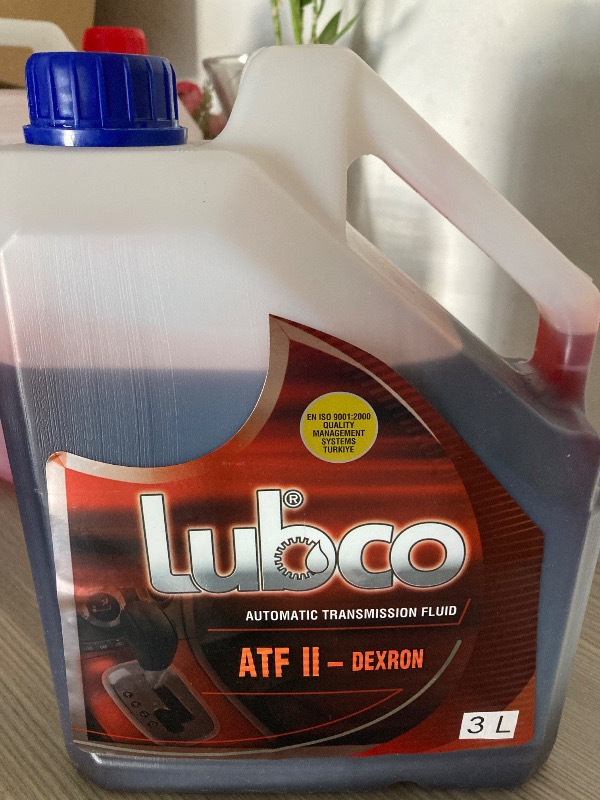 EN ISO 9001:2000
QUALITY
MANAGEMENT
SYSTEMS
TURKIYE
Lubco®
AUTOMATIC TRANSMISSION FLUID
ATF II – DEXRON
3 L